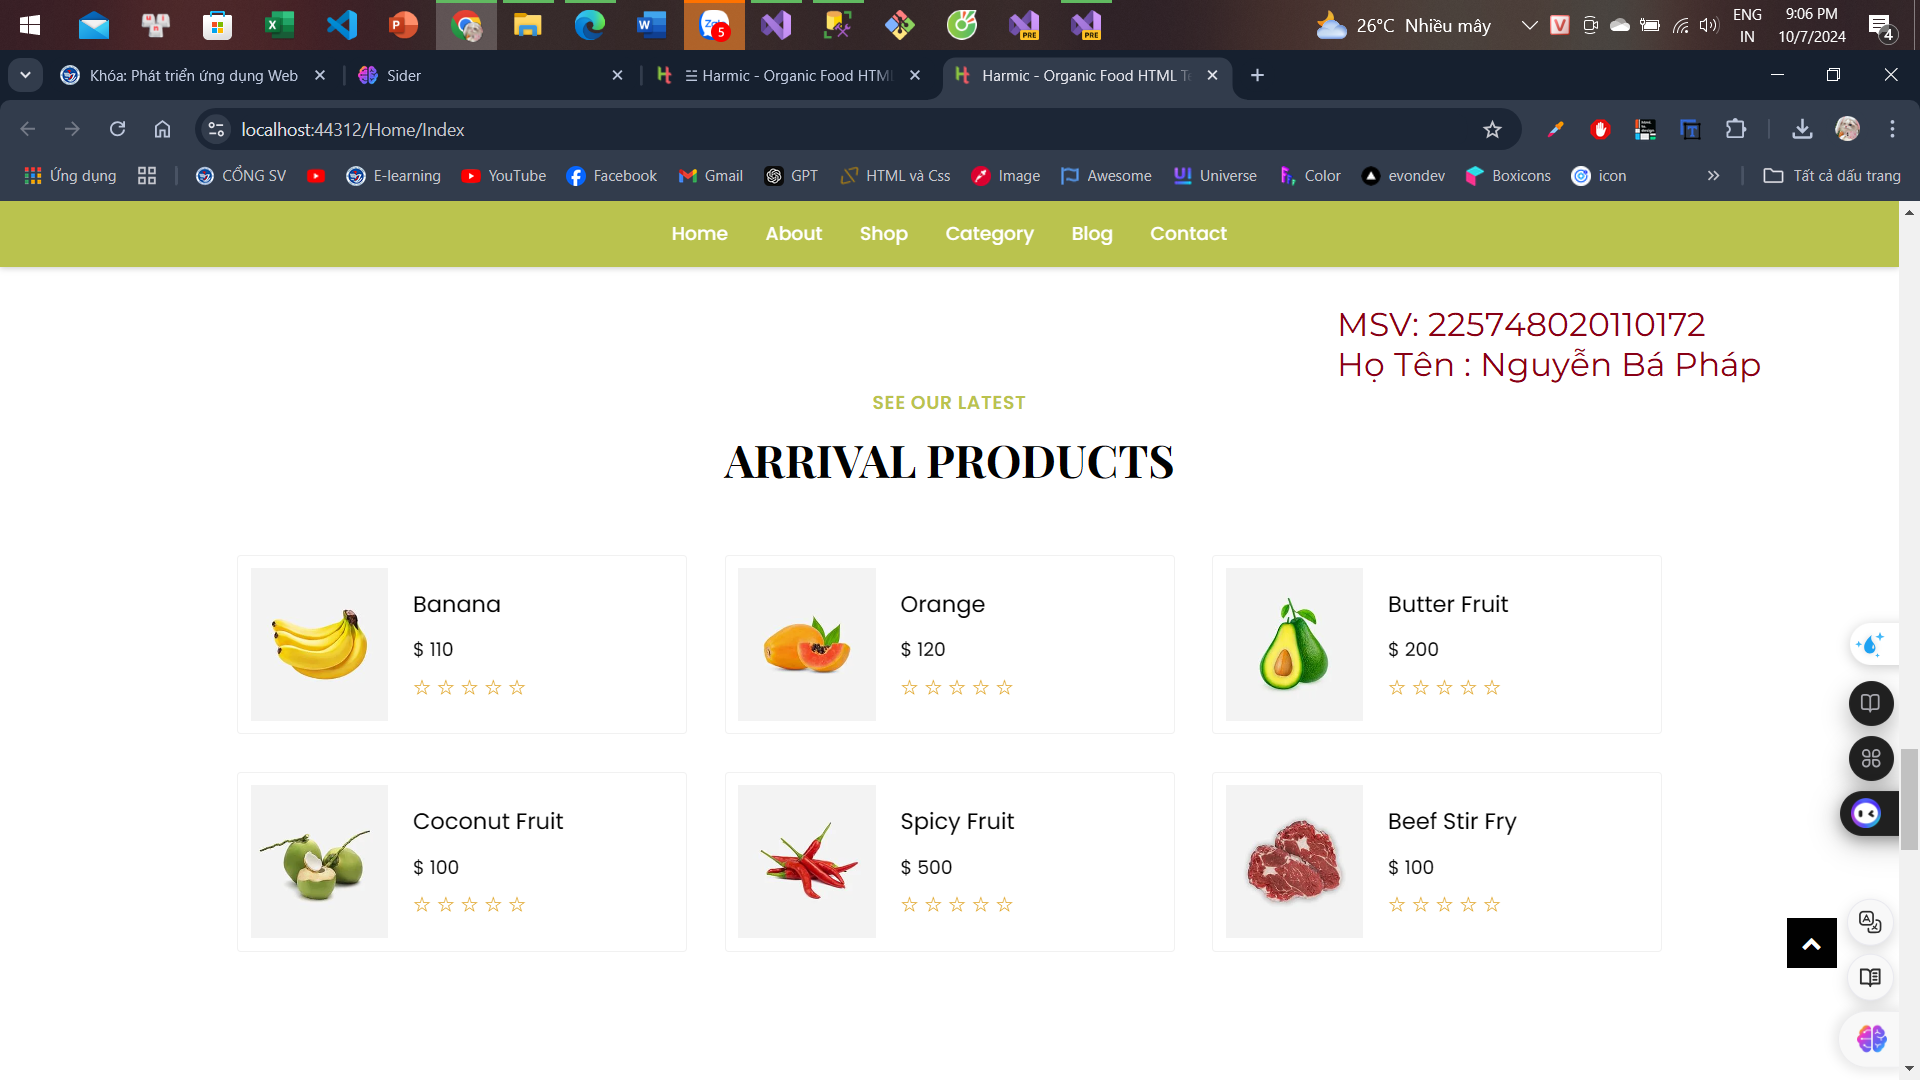 26°C Nhiều mây
ENG
IN
9:06 PM
10/7/2024
4
5
Khóa: Phát triển ứng dụng Web
Sider
☰ Harmic - Organic Food HTM
Harmic - Organic Food HTML Te
localhost:44312/Home/Index
Ứng dụng
CỔNG SV
E-learning
YouTube
Facebook
Gmail
GPT
HTML và Css
Image
Awesome
Universe
Color
evondev
Boxicons
icon
Tất cả dấu trang
Home About Shop Category Blog Contact
MSV: 225748020110172
Họ Tên : Nguyễn Bá Pháp
SEE OUR LATEST
ARRIVAL PRODUCTS
Banana
$ 110
Orange
$ 120
Butter Fruit
$ 200
Coconut Fruit
$ 100
Spicy Fruit
$ 500
Beef Stir Fry
$ 100